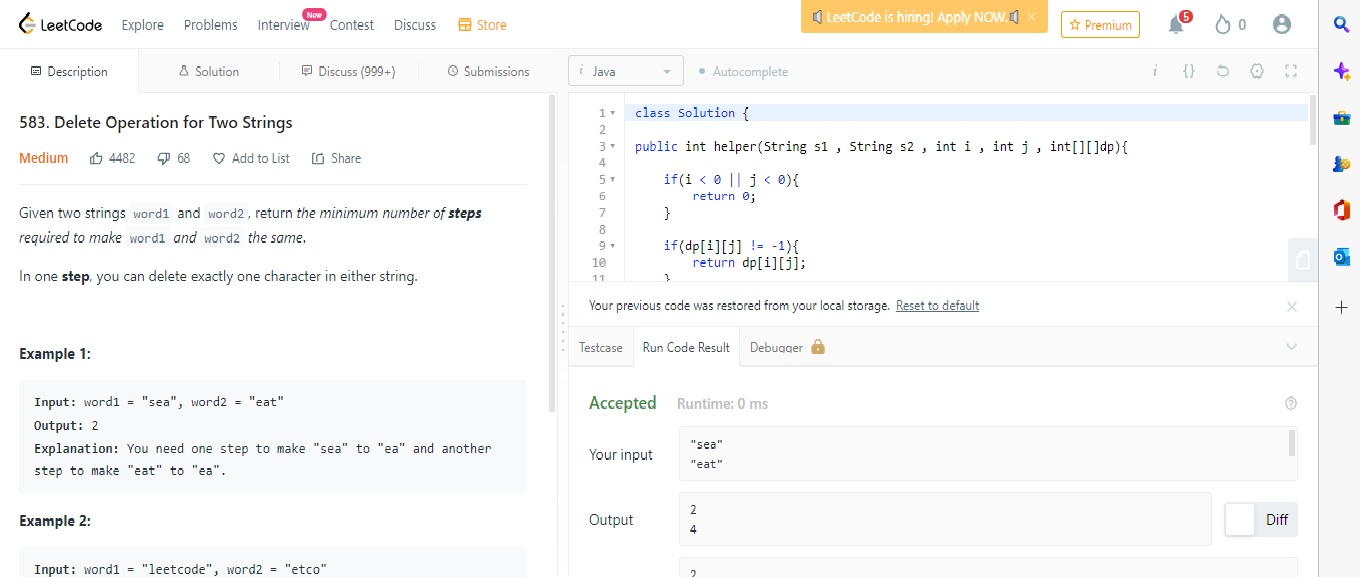 LeetCode Explore Problems Interview New Contest Discuss Store LeetCode is hiring! Apply NOW. × Premium 5 0
Description Solution Discuss (999+) Submissions
583. Delete Operation for Two Strings
Medium 4482 68 Add to List Share
Given two strings word1 and word2, return the minimum number of steps
required to make word1 and word2 the same.
In one step, you can delete exactly one character in either string.
Example 1:
Input: word1 = "sea", word2 = "eat"
Output: 2
Explanation: You need one step to make "sea" to "ea" and another
step to make "eat" to "ea".
Example 2:
Input: word1 = "leetcode", word2 = "etco"
i Java Autocomplete i {}
1 class Solution {
2
3 public int helper(String s1 , String s2 , int i , int j , int[][]dp){
4
5 if(i < 0 || j < 0){
6 return 0;
7 }
8
9 if(dp[i][j] != -1){
10 return dp[i][j];
11 }
Your previous code was restored from your local storage. Reset to default
Testcase Run Code Result Debugger
Accepted Runtime: 0 ms
Your input
"sea"
"eat"
Output
2
4
Diff
2